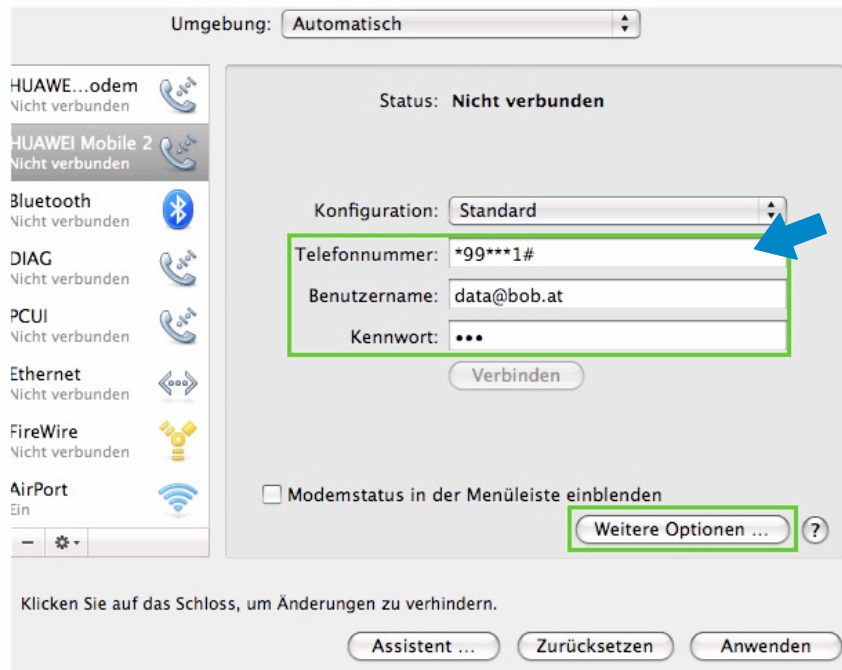 Umgebung: Automatisch
HUAWE...odem
Nicht verbunden
HUAWEI Mobile 2
Nicht verbunden
Bluetooth
Nicht verbunden
DIAG
Nicht verbunden
PCUI
Nicht verbunden
Ethernet
Nicht verbunden
FireWire
Nicht verbunden
AirPort
Ein
Status: Nicht verbunden
Konfiguration: Standard
Telefonnummer: *99***1#
Benutzername: data@bob.at
Kennwort: •••
Verbinden
Modemstatus in der Menüleiste einblenden
Weitere Optionen ... ?
Klicken Sie auf das Schloss, um Änderungen zu verhindern.
Assistent ... Zurücksetzen Anwenden